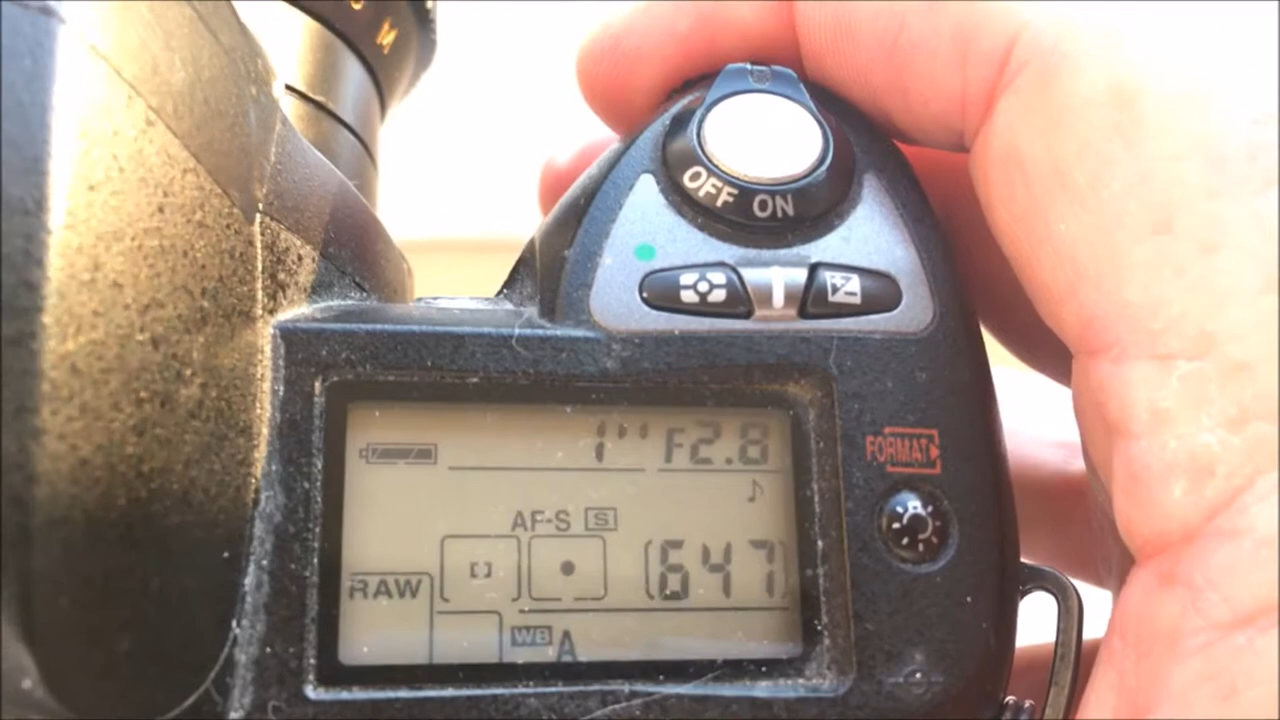 M
OFF ON
1" F2.8
FORMAT
AF-S S
[647]
RAW
WB A